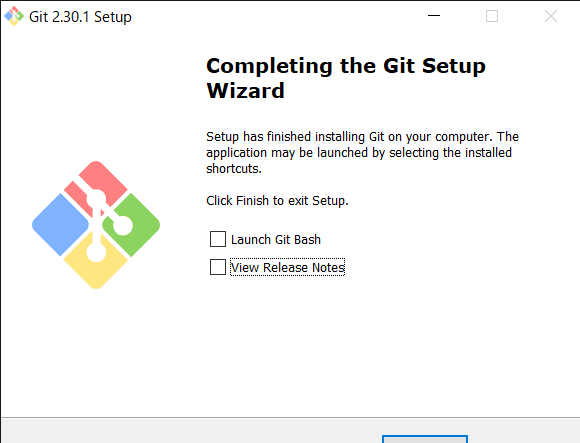 Git 2.30.1 Setup
Completing the Git Setup
Wizard
Setup has finished installing Git on your computer. The
application may be launched by selecting the installed
shortcuts.
Click Finish to exit Setup.
Launch Git Bash
View Release Notes